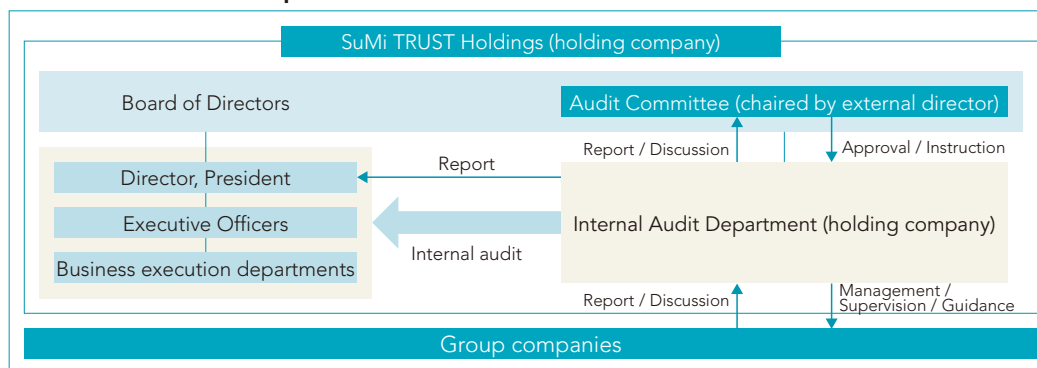 SuMi TRUST Holdings (holding company)
Board of Directors
Audit Committee (chaired by external director)
Report / Discussion
Approval / Instruction
Director, President
Report
Executive Officers
Internal Audit Department (holding company)
Internal audit
Business execution departments
Report / Discussion
Management /
Supervision / Guidance
Group companies